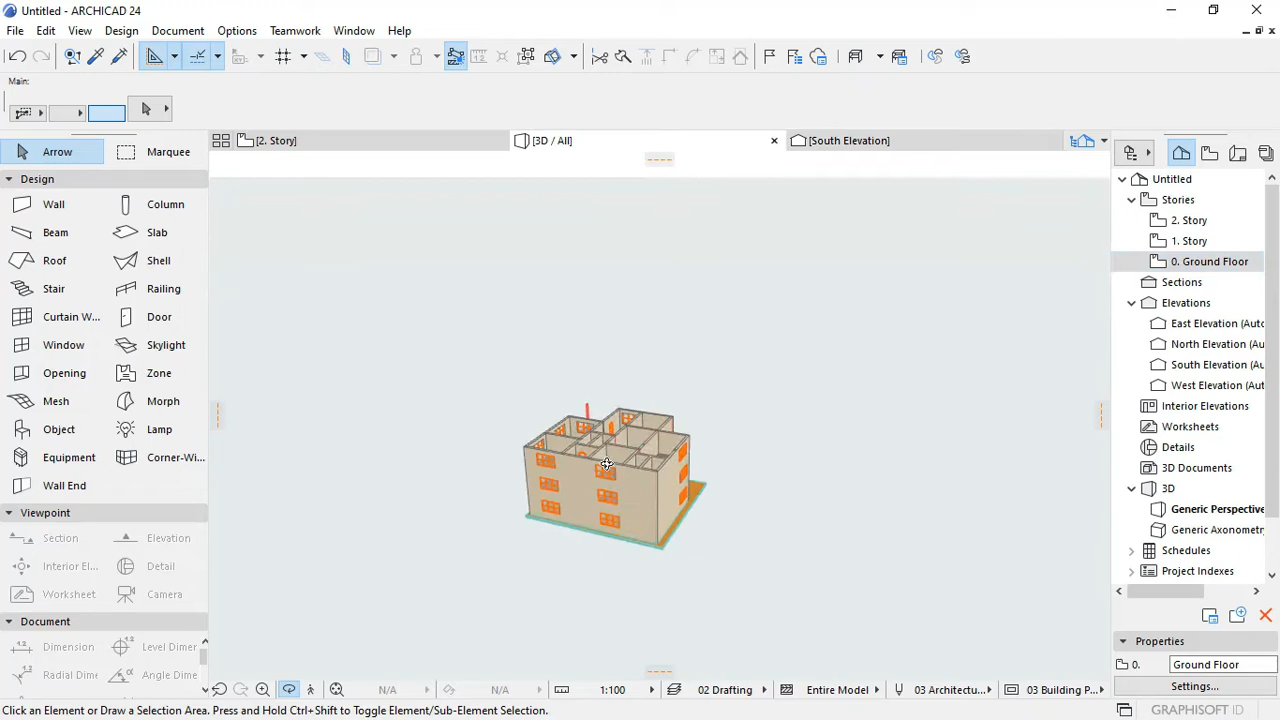 Untitled - ARCHICAD 24
File Edit View Design Document Options Teamwork Window Help
Main:
[2. Story] [3D / All] [South Elevation]
Arrow Marquee
Design
Wall Column
Beam Slab
Roof Shell
Stair Railing
Curtain W... Door
Window Skylight
Opening Zone
Mesh Morph
Object Lamp
Equipment Corner-Wi...
Wall End
Viewpoint
Section Elevation
Interior El... Detail
Worksheet Camera
Document
Dimension Level Dimen
Radial Dime Angle Dimen
Untitled
Stories
2. Story
1. Story
0. Ground Floor
Sections
Elevations
East Elevation (Auto
North Elevation (Au
South Elevation (Au
West Elevation (Auto
Interior Elevations
Worksheets
Details
3D Documents
3D
Generic Perspective
Generic Axonometry
Schedules
Project Indexes
Properties
0. Ground Floor
Settings...
N/A N/A 1:100 02 Drafting Entire Model 03 Architectu... 03 Building P...
Click an Element or Draw a Selection Area. Press and Hold Ctrl+Shift to Toggle Element/Sub-Element Selection.
GRAPHISOFT ID